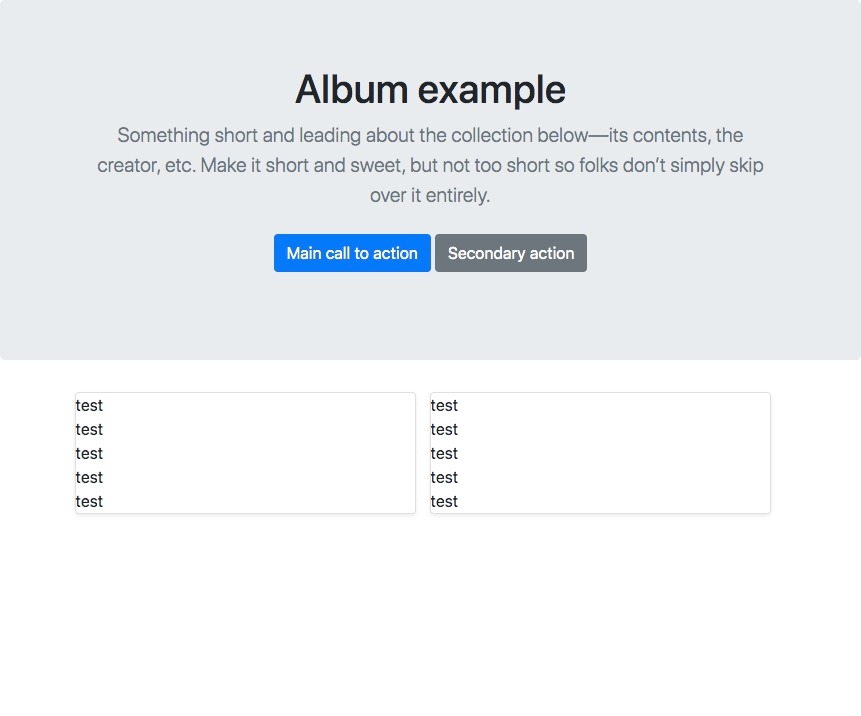 Album example
Something short and leading about the collection below—its contents, the
creator, etc. Make it short and sweet, but not too short so folks don’t simply skip
over it entirely.
Main call to action Secondary action
test
test
test
test
test
test
test
test
test
test